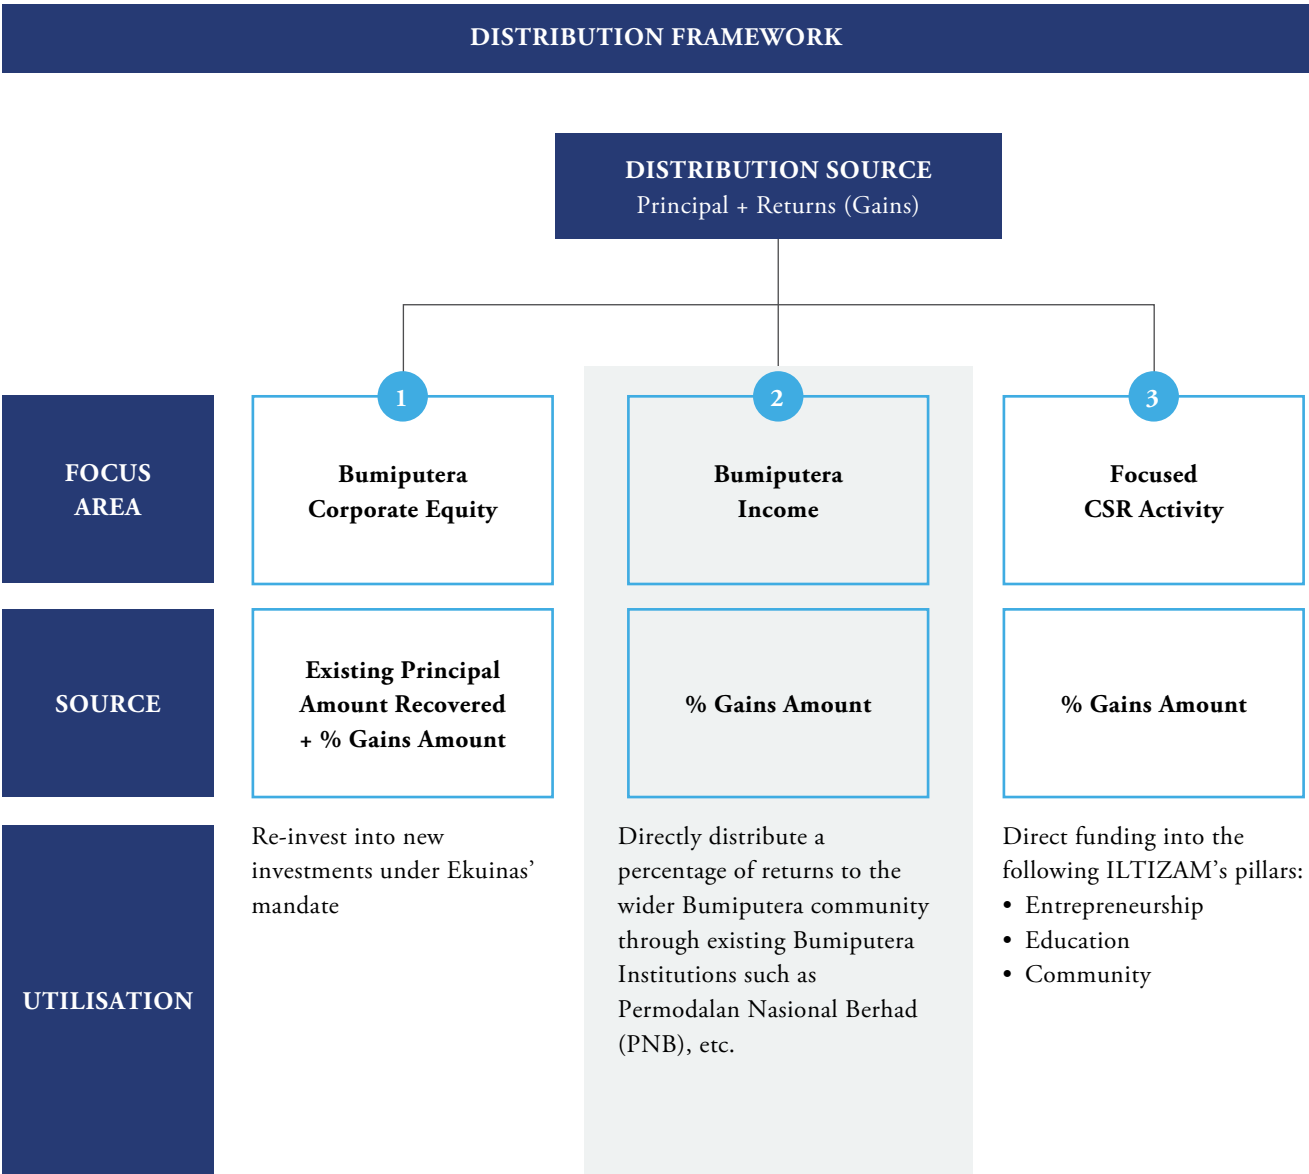 DISTRIBUTION FRAMEWORK
DISTRIBUTION SOURCE
Principal + Returns (Gains)
1
2
3
FOCUS
AREA
Bumiputera
Corporate Equity
Bumiputera
Income
Focused
CSR Activity
SOURCE
Existing Principal
Amount Recovered
+ % Gains Amount
% Gains Amount
% Gains Amount
UTILISATION
Re-invest into new
investments under Ekuinas’
mandate
Directly distribute a
percentage of returns to the
wider Bumiputera community
through existing Bumiputera
Institutions such as
Permodalan Nasional Berhad
(PNB), etc.
Direct funding into the
following ILTIZAM’s pillars:
• Entrepreneurship
• Education
• Community